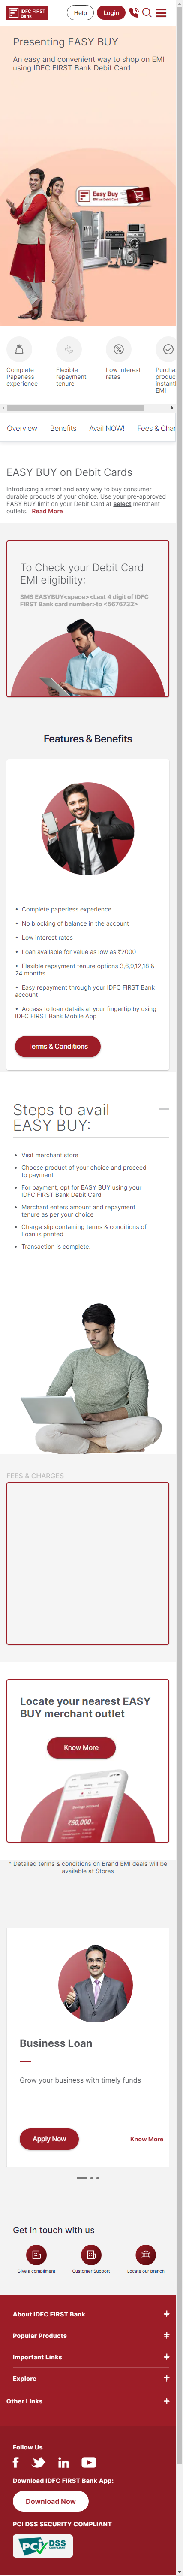 IDFC FIRST
Bank
Help
Login
Presenting EASY BUY
An easy and convenient way to shop on EMI
using IDFC FIRST Bank Debit Card.
Easy Buy
EMI on Debit Card
Complete
Paperless
experience
Flexible
repayment
tenure
Low interest
rates
Purcha
produc
instant
EMI
Overview
Benefits
Avail NOW!
Fees & Char
EASY BUY on Debit Cards
Introducing a smart and easy way to buy consumer
durable products of your choice. Use your pre-approved
EASY BUY limit on your Debit Card at select merchant
outlets. Read More
To Check your Debit Card
EMI eligibility:
SMS EASYBUY<space><Last 4 digit of IDFC
FIRST Bank card number>to <5676732>
Features & Benefits
• Complete paperless experience
• No blocking of balance in the account
• Low interest rates
• Loan available for value as low as ₹2000
• Flexible repayment tenure options 3,6,9,12,18 &
24 months
• Easy repayment through your IDFC FIRST Bank
account
• Access to loan details at your fingertip by using
IDFC FIRST Bank Mobile App
Terms & Conditions
Steps to avail
EASY BUY:
• Visit merchant store
• Choose product of your choice and proceed
to payment
• For payment, opt for EASY BUY using your
IDFC FIRST Bank Debit Card
• Merchant enters amount and repayment
tenure as per your choice
• Charge slip containing terms & conditions of
Loan is printed
• Transaction is complete.
FEES & CHARGES
Locate your nearest EASY
BUY merchant outlet
Know More
₹50,000
* Detailed terms & conditions on Brand EMI deals will be
available at Stores
Business Loan
Grow your business with timely funds
Apply Now
Know More
Get in touch with us
Give a compliment
Customer Support
Locate our branch
About IDFC FIRST Bank
Popular Products
Important Links
Explore
Other Links
Follow Us
Download IDFC FIRST Bank App:
Download Now
PCI DSS SECURITY COMPLIANT
PCI DSS